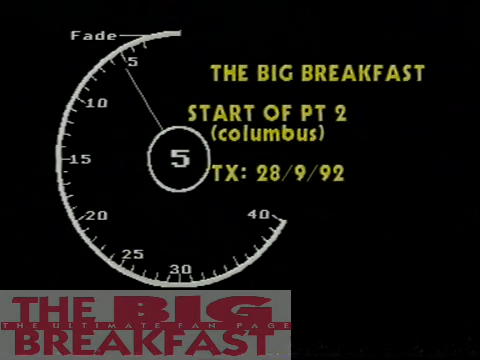 Fade
5
10
15
20
25
30
40
5
THE BIG BREAKFAST
START OF PT 2
(columbus)
TX: 28/9/92
THE BIG
THE ULTIMATE FAN PAGE
BREAKFAST